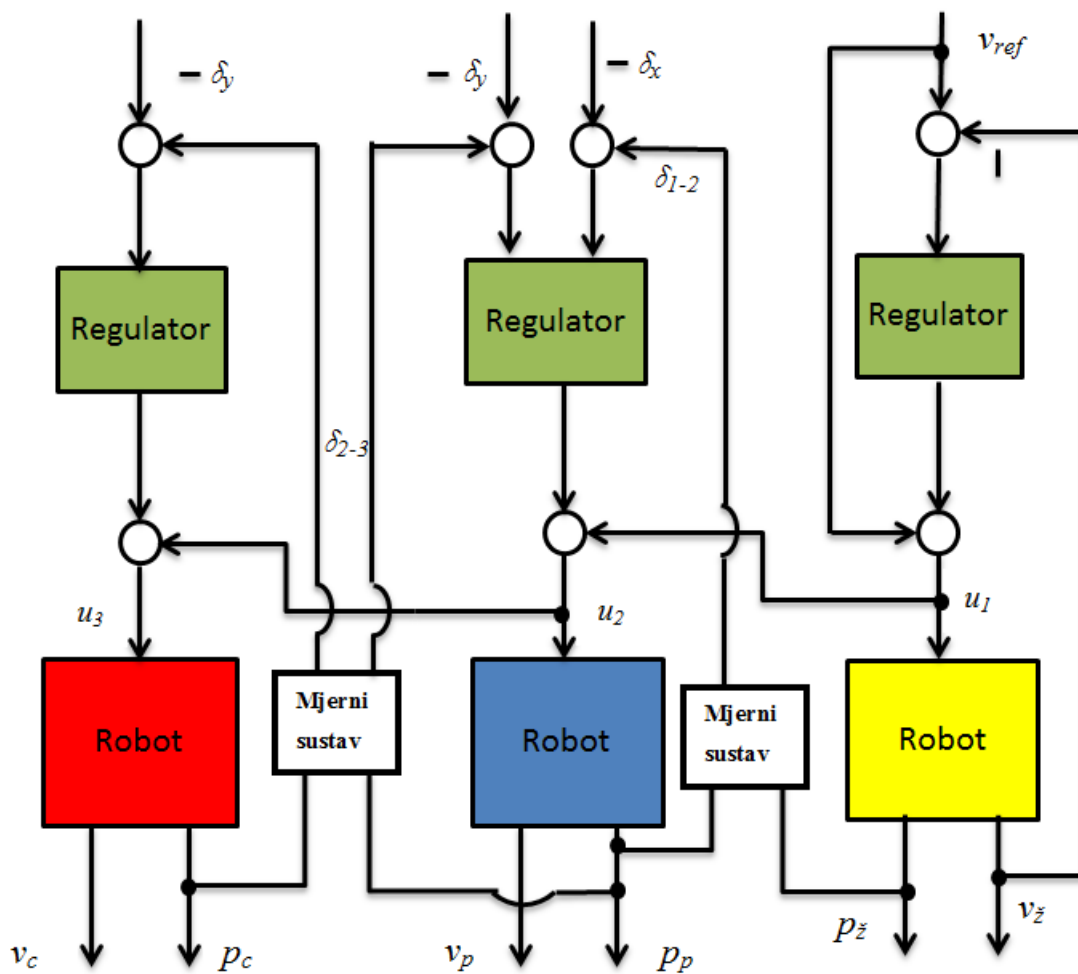 − δy
− δy
− δx
vref
δ1-2
−
Regulator
Regulator
Regulator
δ2-3
u3
u2
u1
Robot
Mjerni
sustav
Robot
Mjerni
sustav
Robot
vc
pc
vp
pp
pž
vž